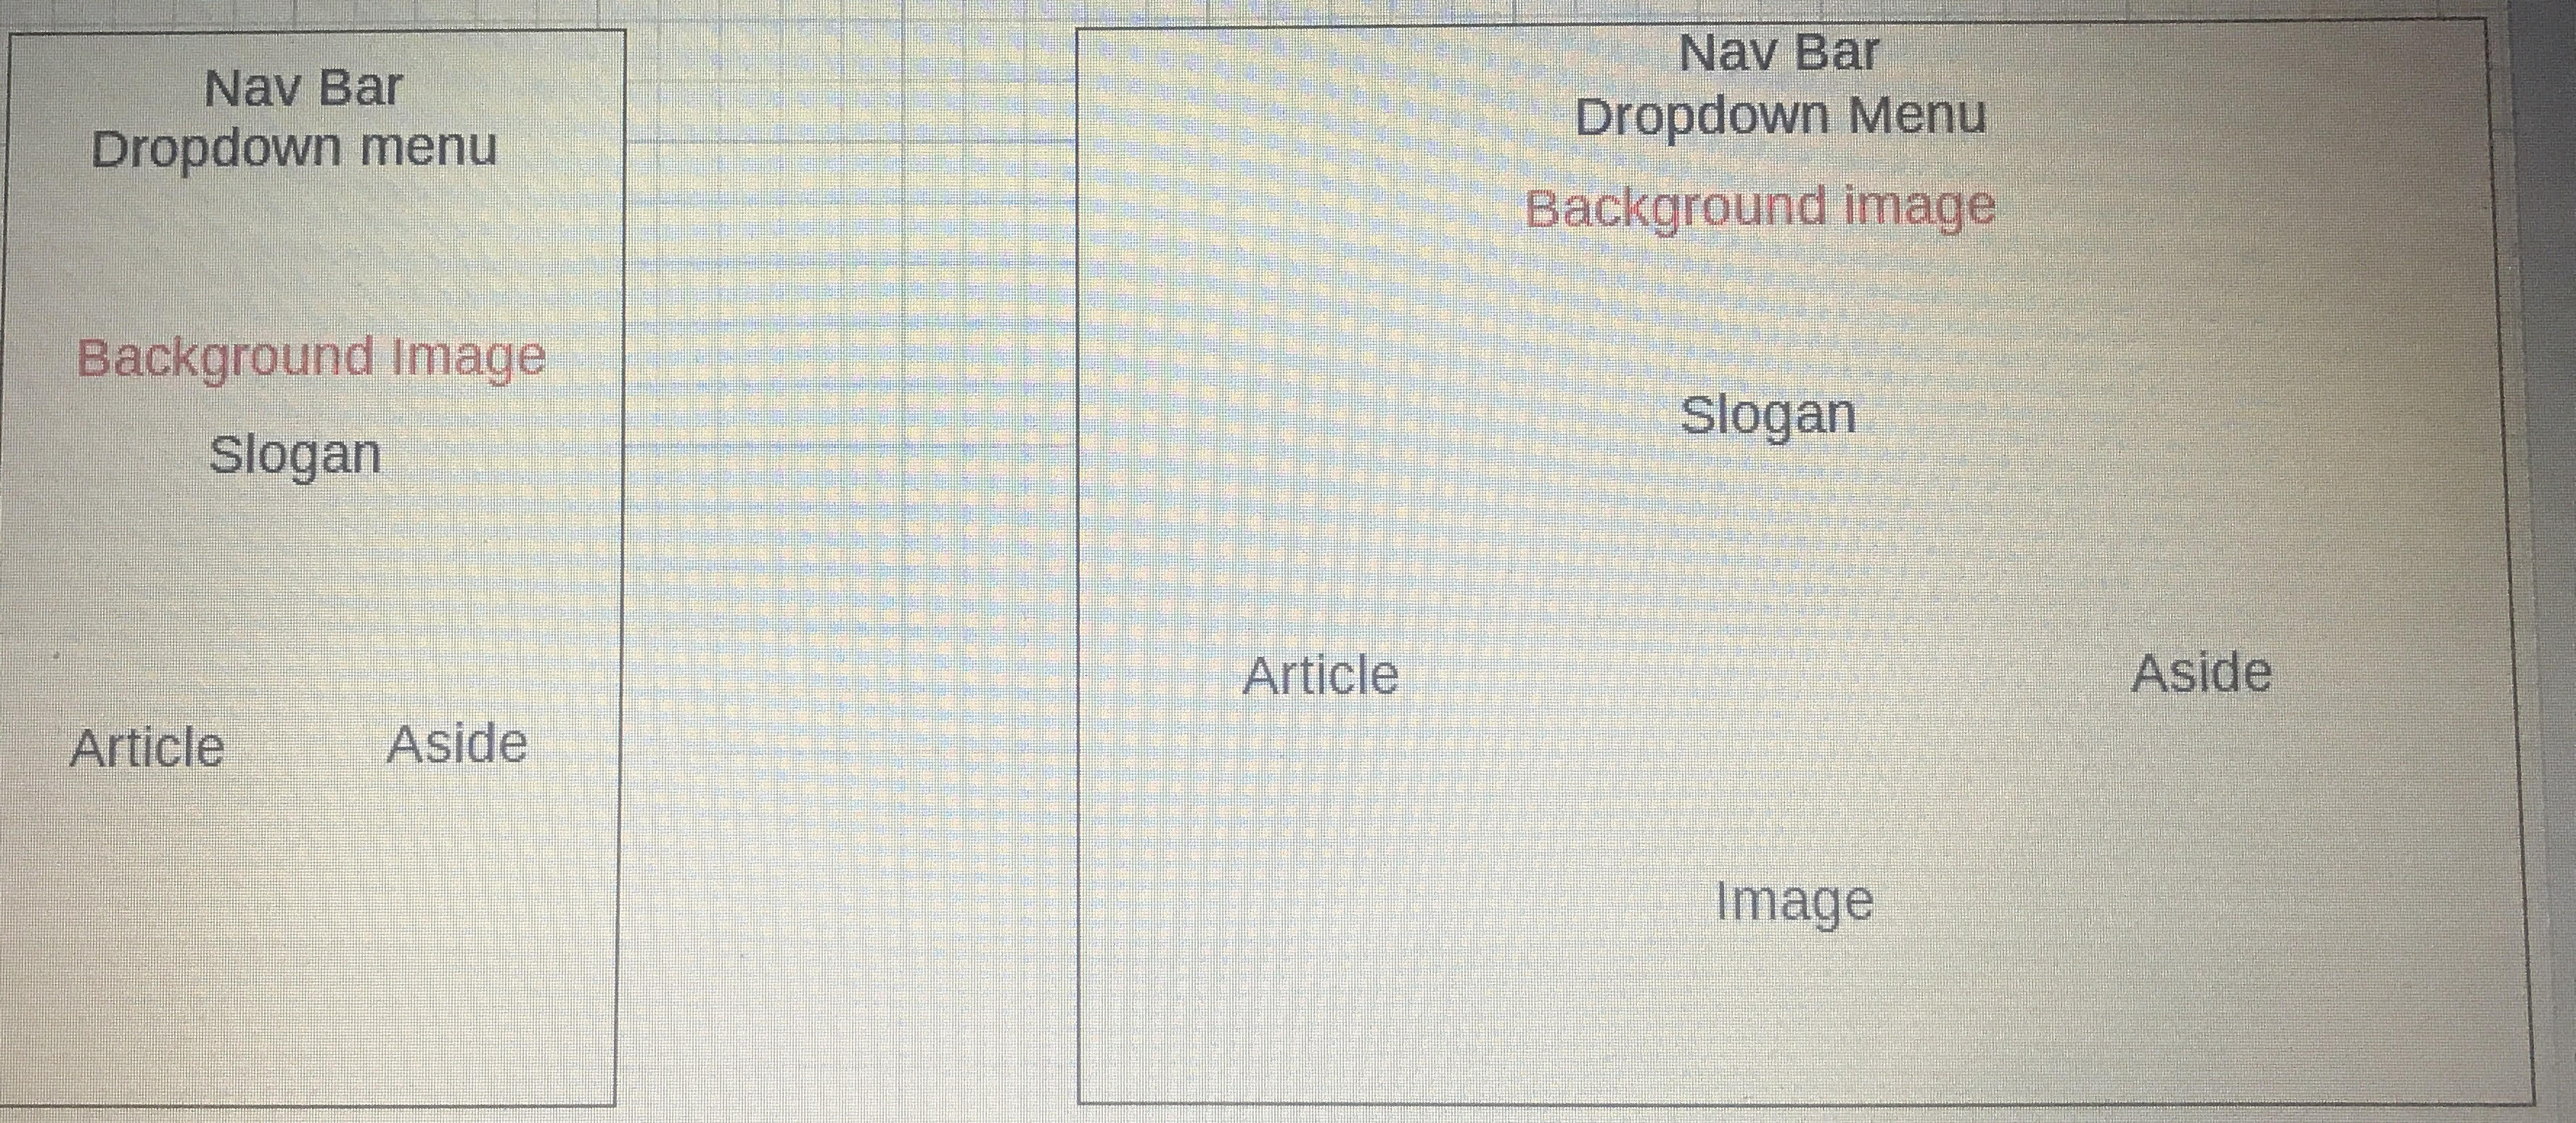 Nav Bar
Dropdown menu
Background Image
Slogan
Article Aside
Nav Bar
Dropdown Menu
Background image
Slogan
Article Aside
Image